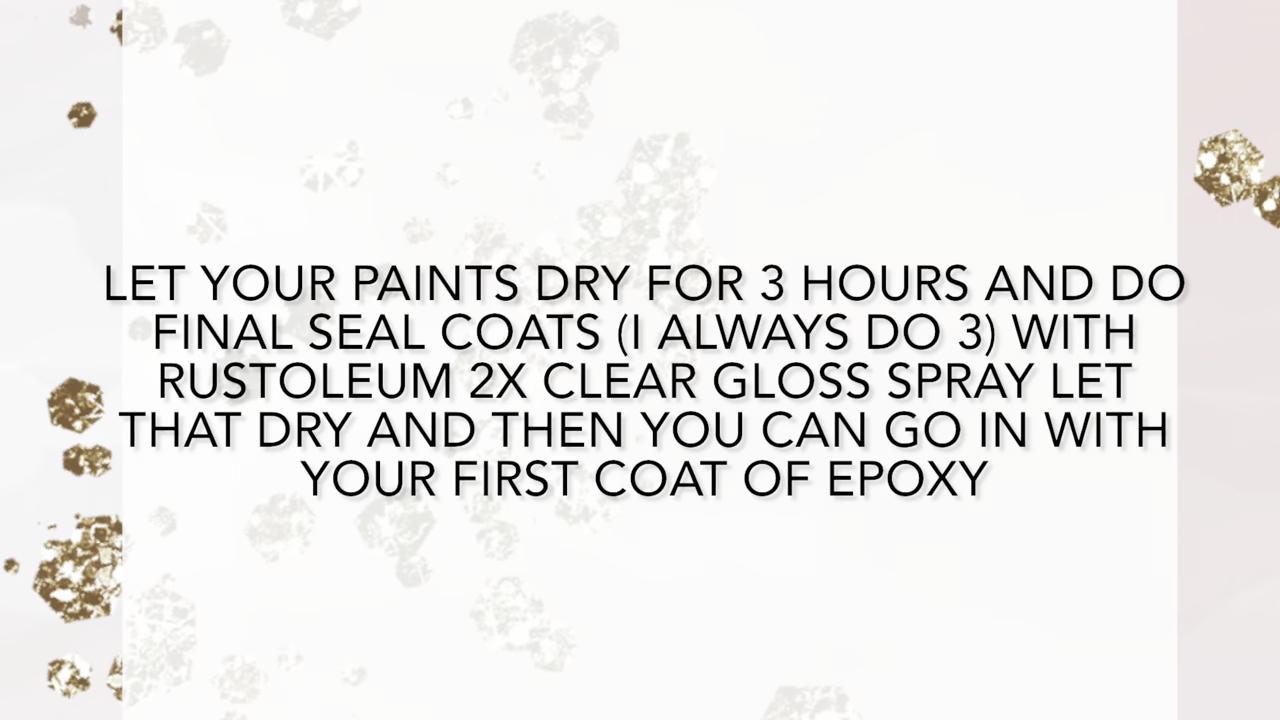 LET YOUR PAINTS DRY FOR 3 HOURS AND DO
FINAL SEAL COATS (I ALWAYS DO 3) WITH
RUSTOLEUM 2X CLEAR GLOSS SPRAY LET
THAT DRY AND THEN YOU CAN GO IN WITH
YOUR FIRST COAT OF EPOXY